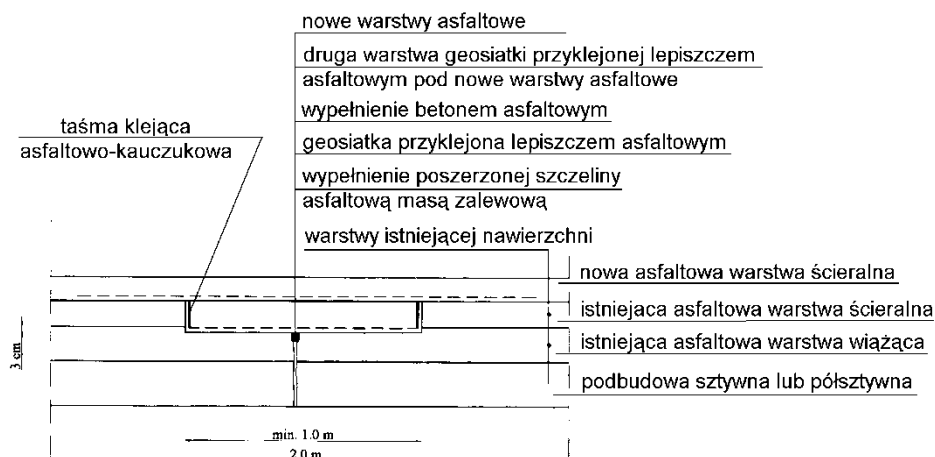 nowe warstwy asfaltowe
druga warstwa geosiatki przyklejonej lepiszczem
asfaltowym pod nowe warstwy asfaltowe
wypełnienie betonem asfaltowym
geosiatka przyklejona lepiszczem asfaltowym
wypełnienie poszerzonej szczeliny
asfaltową masą zalewową
warstwy istniejącej nawierzchni
taśma klejąca
asfaltowo-kauczukowa
nowa asfaltowa warstwa ścieralna
istniejaca asfaltowa warstwa ścieralna
istniejąca asfaltowa warstwa wiążąca
podbudowa sztywna lub półsztywna
3 cm
min. 1.0 m
2.0 m